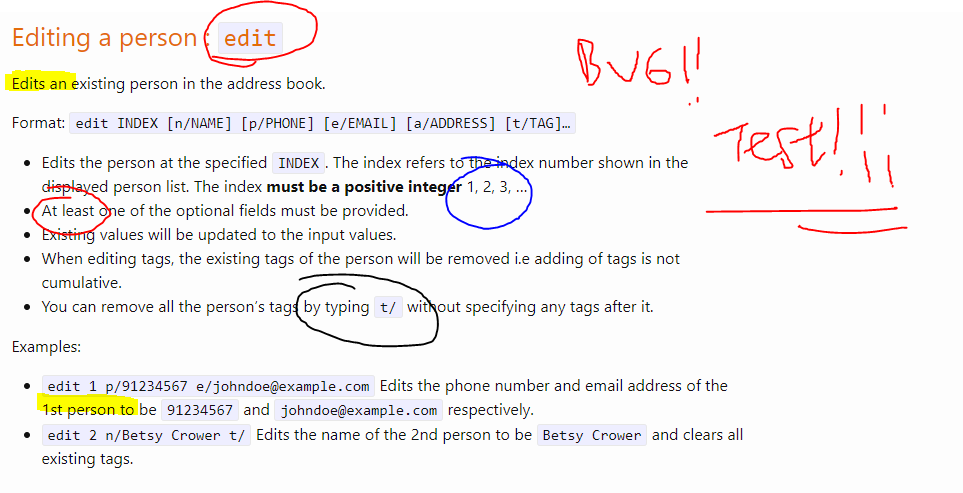 Editing a person : edit
BUG!!
Edits an existing person in the address book.
Test!!!!
Format: edit INDEX [n/NAME] [p/PHONE] [e/EMAIL] [a/ADDRESS] [t/TAG]…
• Edits the person at the specified INDEX. The index refers to the index number shown in the
displayed person list. The index must be a positive integer 1, 2, 3, …
• At least one of the optional fields must be provided.
• Existing values will be updated to the input values.
• When editing tags, the existing tags of the person will be removed i.e adding of tags is not
cumulative.
• You can remove all the person’s tags by typing t/ without specifying any tags after it.
Examples:
• edit 1 p/91234567 e/johndoe@example.com Edits the phone number and email address of the
1st person to be 91234567 and johndoe@example.com respectively.
• edit 2 n/Betsy Crower t/ Edits the name of the 2nd person to be Betsy Crower and clears all
existing tags.